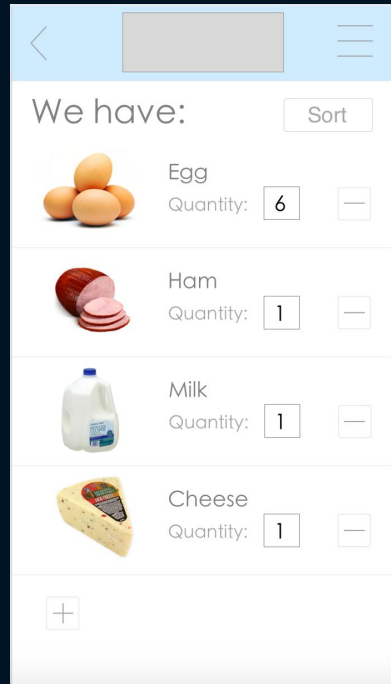 We have:
Sort
Egg
Quantity: 6
Ham
Quantity: 1
Milk
Quantity: 1
Cheese
Quantity: 1